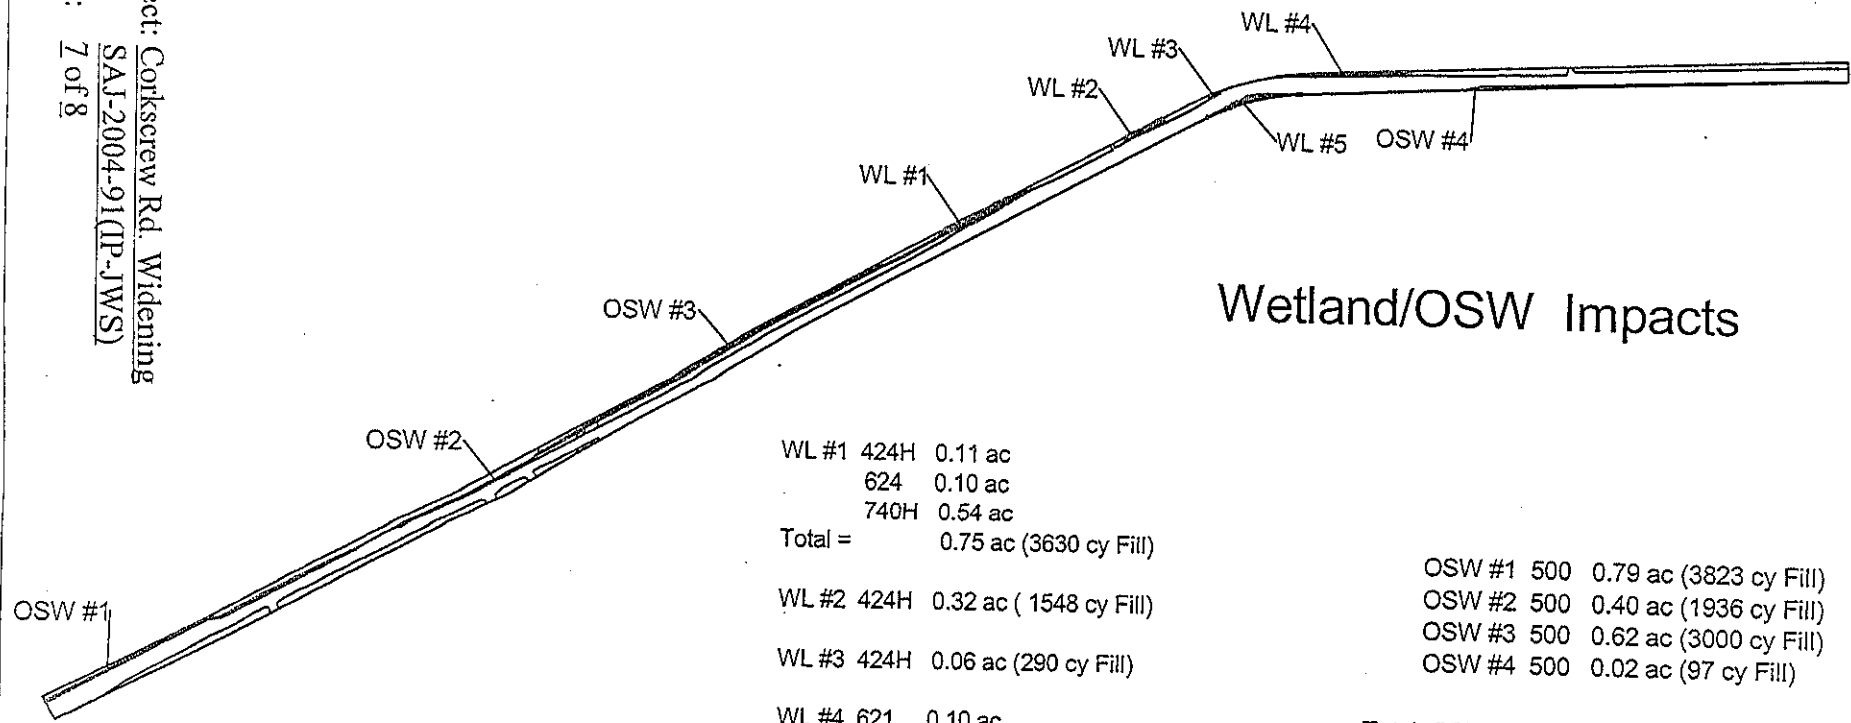 ect: Corkscrew Rd. Widening
SAJ-2004-91(IP-JWS)
: 7 of 8
WL #4
WL #3
WL #2
WL #5
OSW #4
WL #1
OSW #3
Wetland/OSW Impacts
OSW #2
OSW #1
WL #1 424H 0.11 ac
624 0.10 ac
740H 0.54 ac
Total = 0.75 ac (3630 cy Fill)
WL #2 424H 0.32 ac ( 1548 cy Fill)
WL #3 424H 0.06 ac (290 cy Fill)
WL #4 621 0.10 ac
OSW #1 500 0.79 ac (3823 cy Fill)
OSW #2 500 0.40 ac (1936 cy Fill)
OSW #3 500 0.62 ac (3000 cy Fill)
OSW #4 500 0.02 ac (97 cy Fill)